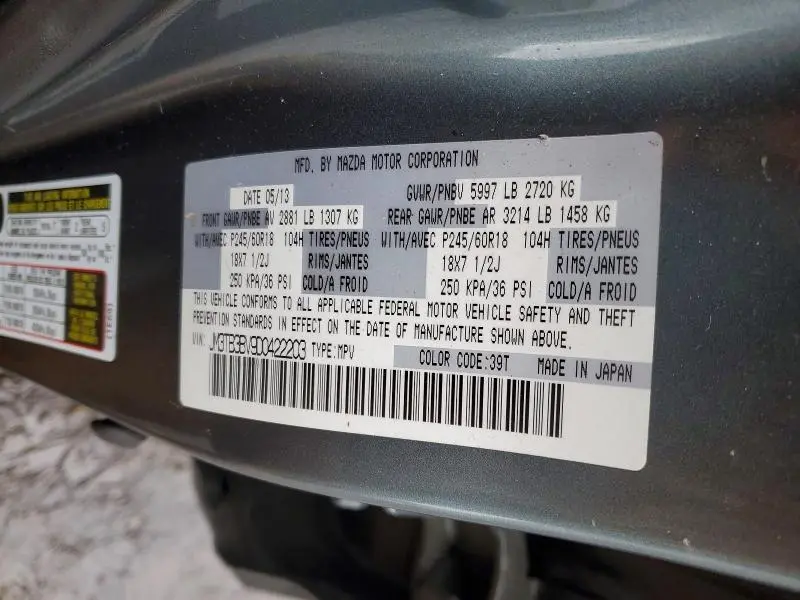 MFD. BY MAZDA MOTOR CORPORATION
DATE 05/13 GVWR/PNBV 5997 LB 2720 KG
FRONT GAWR/PNBE AV 2881 LB 1307 KG REAR GAWR/PNBE AR 3214 LB 1458 KG
WITH/AVEC P245/60R18 104H TIRES/PNEUS WITH/AVEC P245/60R18 104H TIRES/PNEUS
18X7 1/2J RIMS/JANTES 18X7 1/2J RIMS/JANTES
250 KPA/36 PSI COLD/A FROID 250 KPA/36 PSI COLD/A FROID
THIS VEHICLE CONFORMS TO ALL APPLICABLE FEDERAL MOTOR VEHICLE SAFETY AND THEFT
PREVENTION STANDARDS IN EFFECT ON THE DATE OF MANUFACTURE SHOWN ABOVE.
VIN: JM3TB3BV9D0422203 TYPE: MPV
COLOR CODE: 39T MADE IN JAPAN